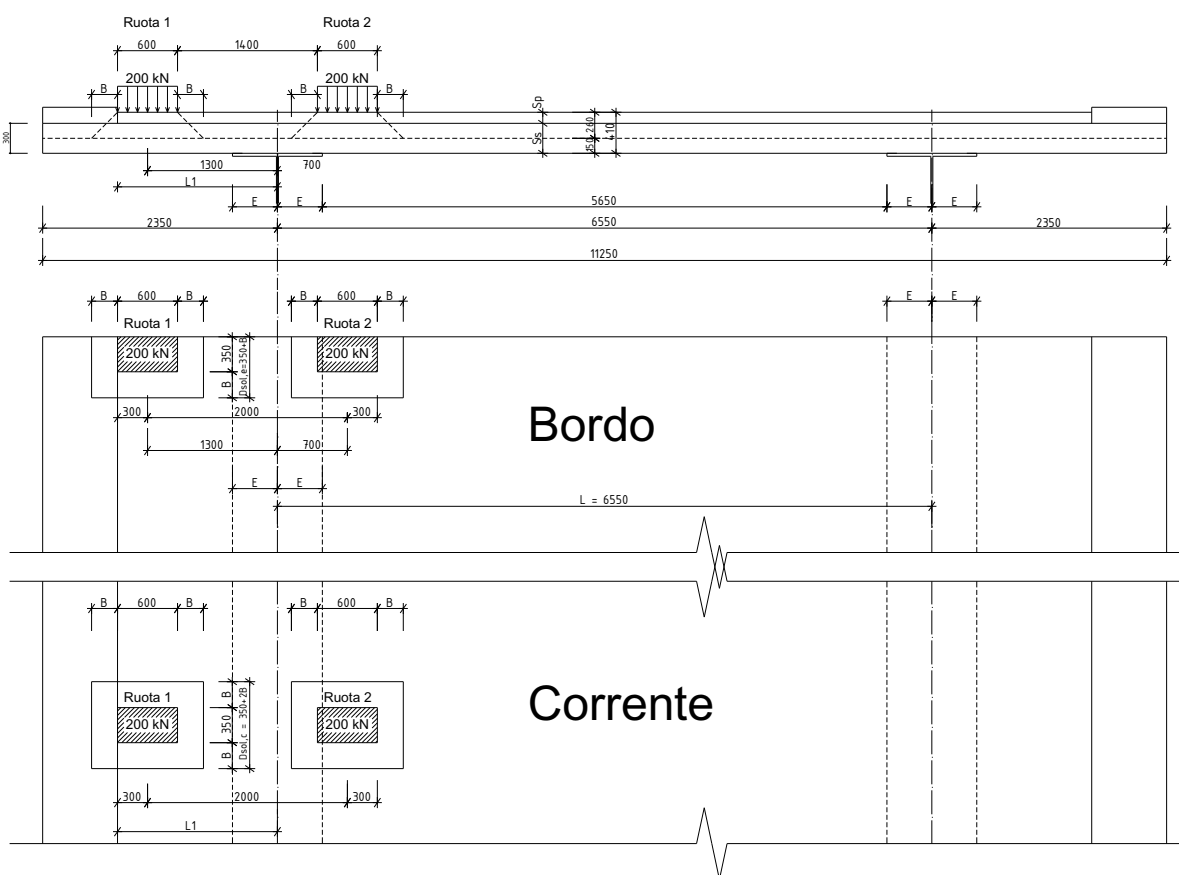 Ruota 1 Ruota 2
600 1400 600
B 200 kN B B 200 kN B
Sp
300 Ss 150 260 410
1300 700
L1
E E 5650 E E
2350 6550 2350
11250
B 600 B B 600 B E E
Ruota 1 Ruota 2
200 kN 200 kN
350 B Dsol,e=350+B
300 2000 300
Bordo
1300 700
E E
L = 6550
B 600 B B 600 B
Ruota 1 Ruota 2
200 kN 200 kN
B 350 B Dsol,c = 350+2B
Corrente
300 2000 300
L1